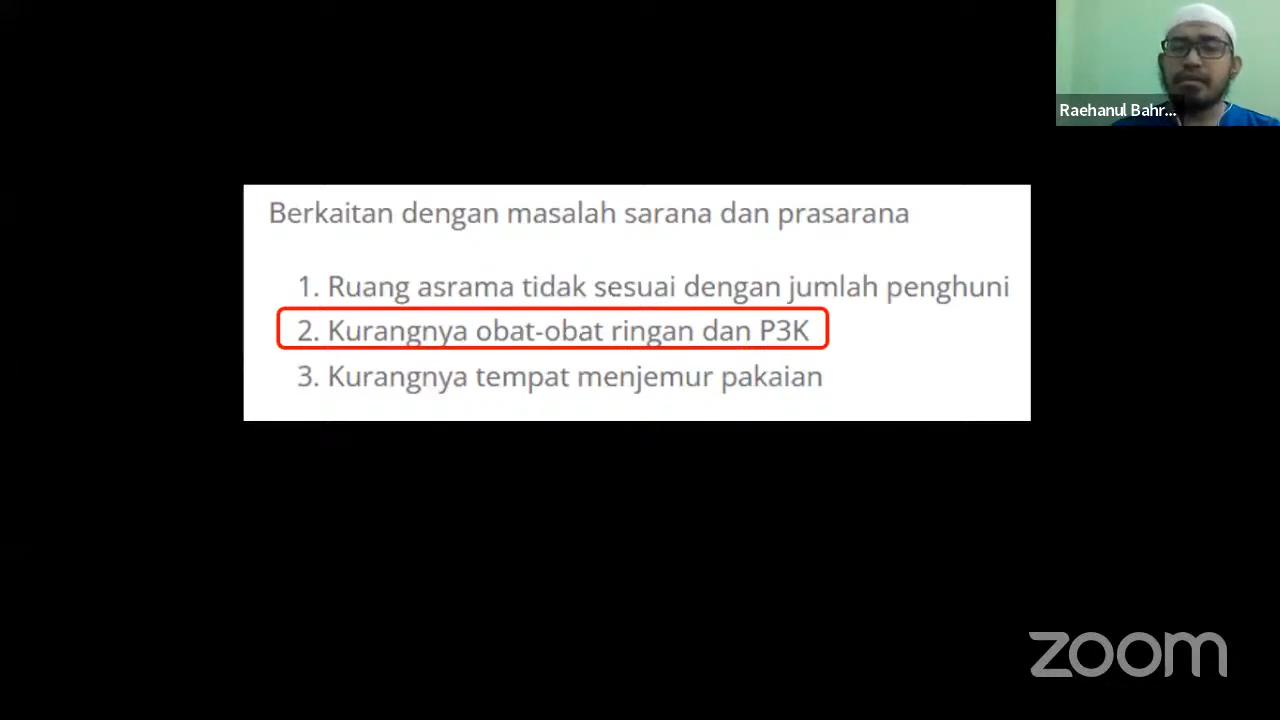 Raehanul Bahr...
Berkaitan dengan masalah sarana dan prasarana
1. Ruang asrama tidak sesuai dengan jumlah penghuni
2. Kurangnya obat-obat ringan dan P3K
3. Kurangnya tempat menjemur pakaian
zoom